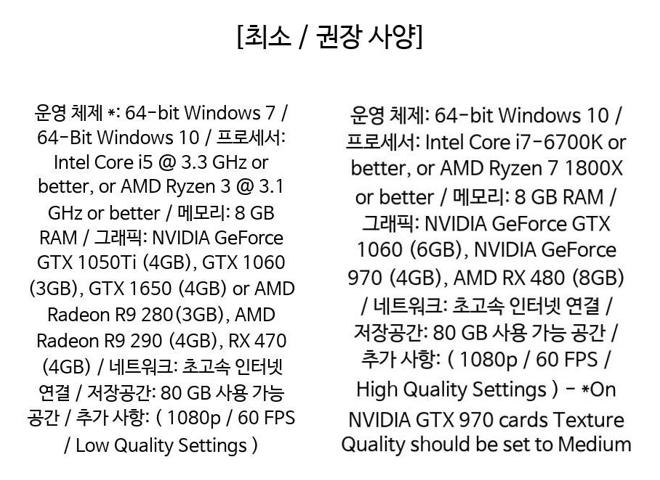 [최소 / 권장 사양]
운영 체제 *: 64-bit Windows 7 /
64-Bit Windows 10 / 프로세서:
Intel Core i5 @ 3.3 GHz or
better, or AMD Ryzen 3 @ 3.1
GHz or better / 메모리: 8 GB
RAM / 그래픽: NVIDIA GeForce
GTX 1050Ti (4GB), GTX 1060
(3GB), GTX 1650 (4GB) or AMD
Radeon R9 280(3GB), AMD
Radeon R9 290 (4GB), RX 470
(4GB) / 네트워크: 초고속 인터넷
연결 / 저장공간: 80 GB 사용 가능
공간 / 추가 사항: ( 1080p / 60 FPS
/ Low Quality Settings )
운영 체제: 64-bit Windows 10 /
프로세서: Intel Core i7-6700K or
better, or AMD Ryzen 7 1800X
or better / 메모리: 8 GB RAM /
그래픽: NVIDIA GeForce GTX
1060 (6GB), NVIDIA GeForce
970 (4GB), AMD RX 480 (8GB)
/ 네트워크: 초고속 인터넷 연결 /
저장공간: 80 GB 사용 가능 공간 /
추가 사항: ( 1080p / 60 FPS /
High Quality Settings ) - *On
NVIDIA GTX 970 cards Texture
Quality should be set to Medium